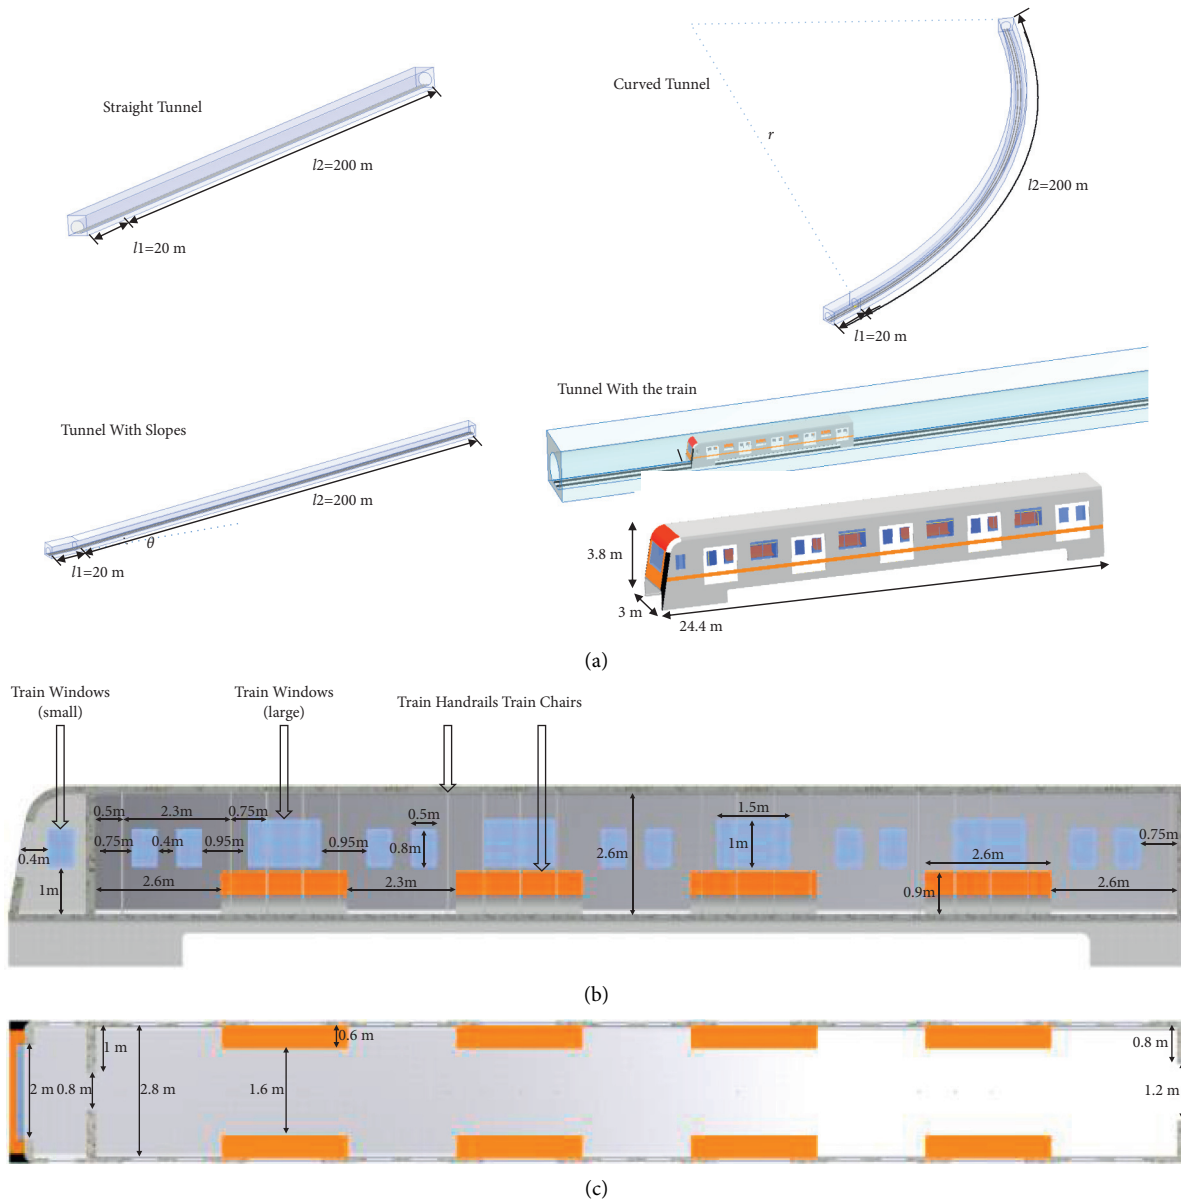 Straight Tunnel
l2=200 m
l1=20 m
Curved Tunnel
r
l2=200 m
l1=20 m
Tunnel With Slopes
l2=200 m
θ
l1=20 m
Tunnel With the train
3.8 m
3 m
24.4 m
(a)
Train Windows
(small)
Train Windows
(large)
Train Handrails Train Chairs
0.5m
2.3m
0.75m
0.5m
1.5m
0.75m
0.4m
0.95m
0.95m
0.8m
2.6m
1m
0.75m
0.4m
1m
2.6m
2.3m
2.6m
0.9m
2.6m
(b)
1 m
0.6 m
0.8 m
2 m
0.8 m
2.8 m
1.6 m
1.2 m
(c)